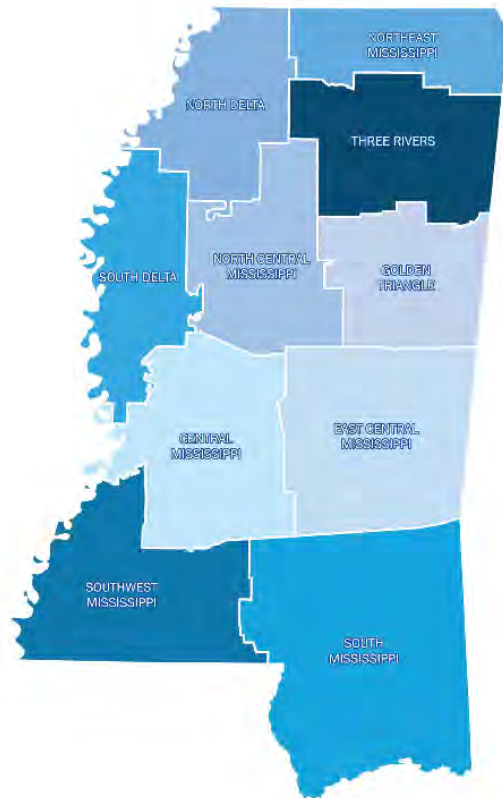 NORTHEAST
MISSISSIPPI
NORTH DELTA
THREE RIVERS
NORTH CENTRAL
MISSISSIPPI
GOLDEN
TRIANGLE
SOUTH DELTA
CENTRAL
MISSISSIPPI
EAST CENTRAL
MISSISSIPPI
SOUTHWEST
MISSISSIPPI
SOUTH
MISSISSIPPI